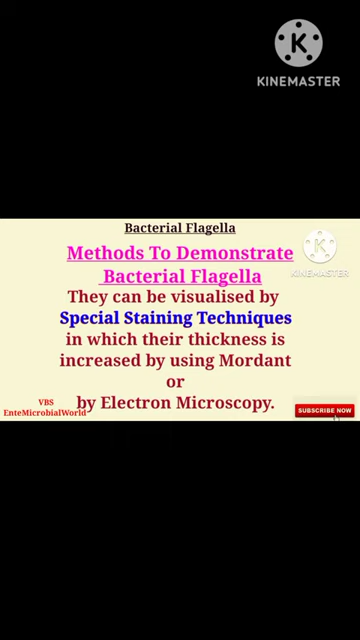 KINEMASTER
Bacterial Flagella
Methods To Demonstrate
Bacterial Flagella
KINEMASTER
They can be visualised by
Special Staining Techniques
in which their thickness is
increased by using Mordant
or
by Electron Microscopy.
VBS
EnteMicrobialWorld
SUBSCRIBE NOW